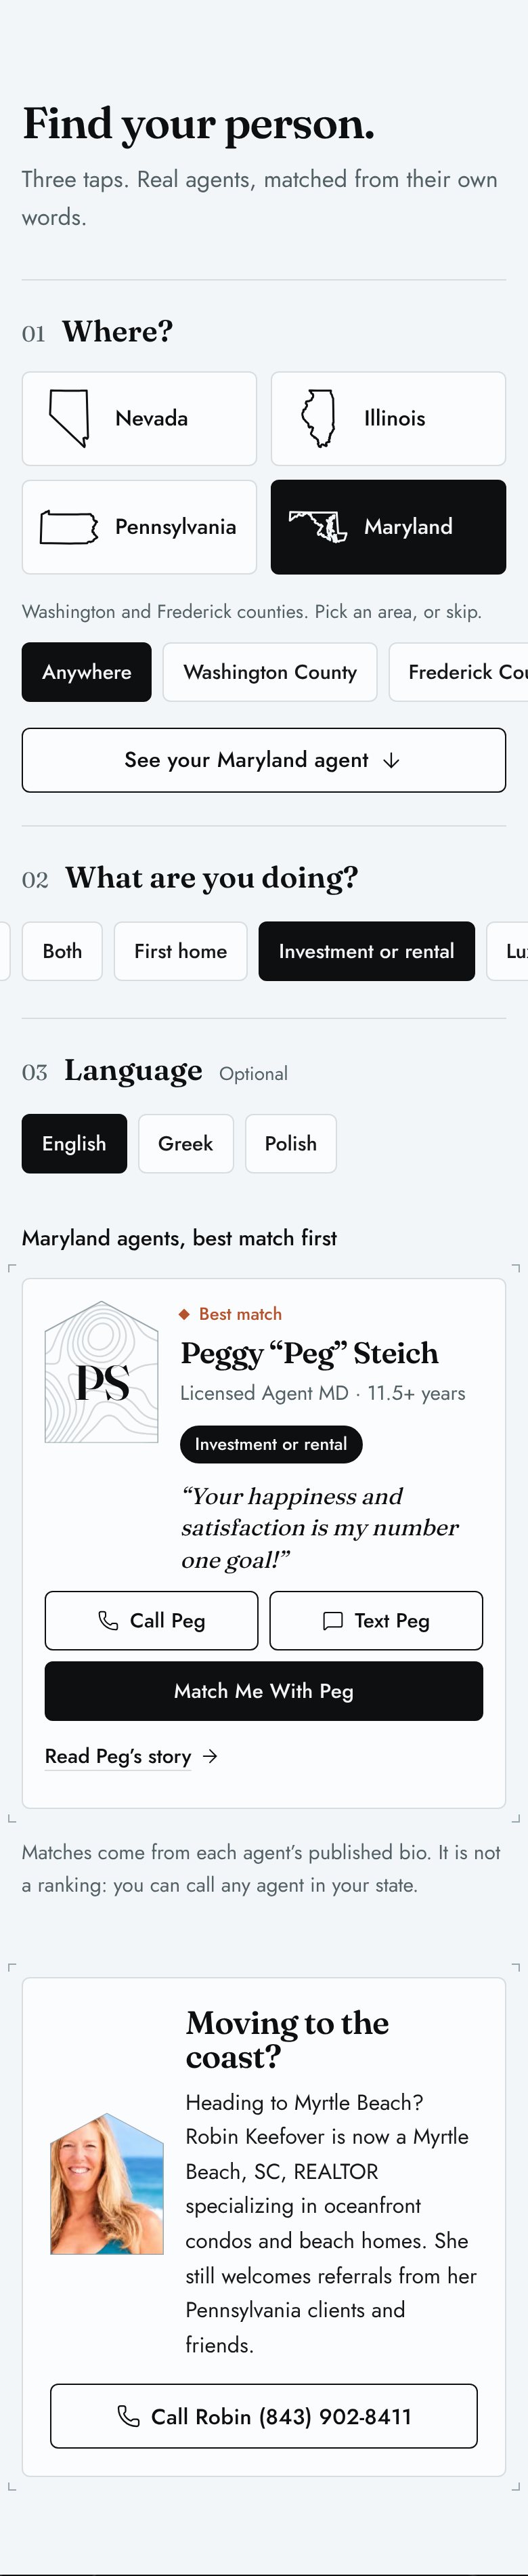 Find your person.
Three taps. Real agents, matched from their own
words.
01 Where?
Nevada
Illinois
Pennsylvania
Maryland
Washington and Frederick counties. Pick an area, or skip.
Anywhere
Washington County
Frederick Cou
See your Maryland agent ↓
02 What are you doing?
Both
First home
Investment or rental
Lu
03 Language Optional
English
Greek
Polish
Maryland agents, best match first
PS
Best match
Peggy “Peg” Steich
Licensed Agent MD · 11.5+ years
Investment or rental
“Your happiness and
satisfaction is my number
one goal!”
Call Peg
Text Peg
Match Me With Peg
Read Peg’s story →
Matches come from each agent’s published bio. It is not
a ranking: you can call any agent in your state.
Moving to the
coast?
Heading to Myrtle Beach?
Robin Keefover is now a Myrtle
Beach, SC, REALTOR
specializing in oceanfront
condos and beach homes. She
still welcomes referrals from her
Pennsylvania clients and
friends.
Call Robin (843) 902-8411